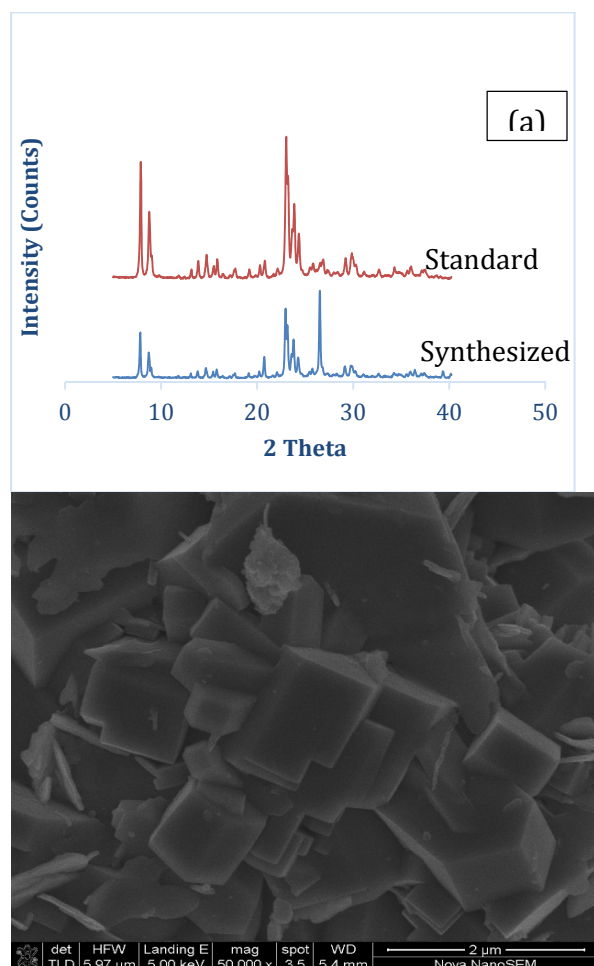 (a)
Intensity (Counts)
Standard
Synthesized
0 10 20 30 40 50
2 Theta
det HFW Landing E mag spot WD 2 µm
TLD 5.97 µm 5.00 keV 50,000 x 3.5 5.4 mm Nova NanoSEM